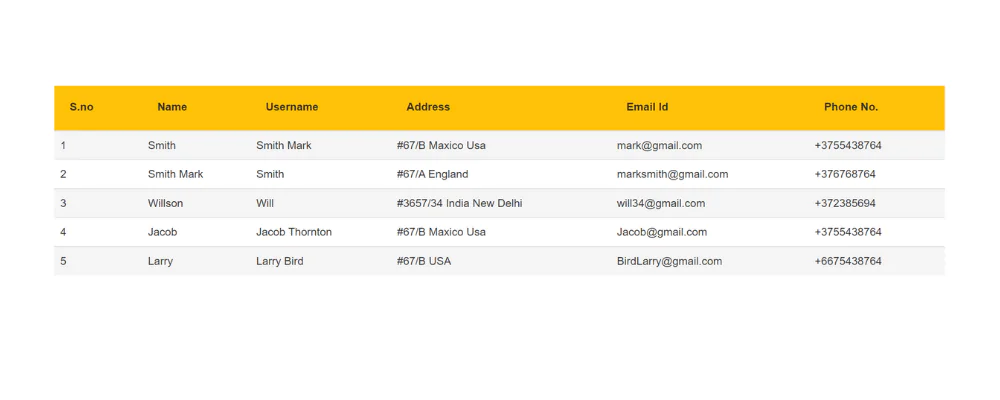 S.no Name Username Address Email Id Phone No.
1 Smith Smith Mark #67/B Maxico Usa mark@gmail.com +3755438764
2 Smith Mark Smith #67/A England marksmith@gmail.com +376768764
3 Willson Will #3657/34 India New Delhi will34@gmail.com +372385694
4 Jacob Jacob Thornton #67/B Maxico Usa Jacob@gmail.com +3755438764
5 Larry Larry Bird #67/B USA BirdLarry@gmail.com +6675438764